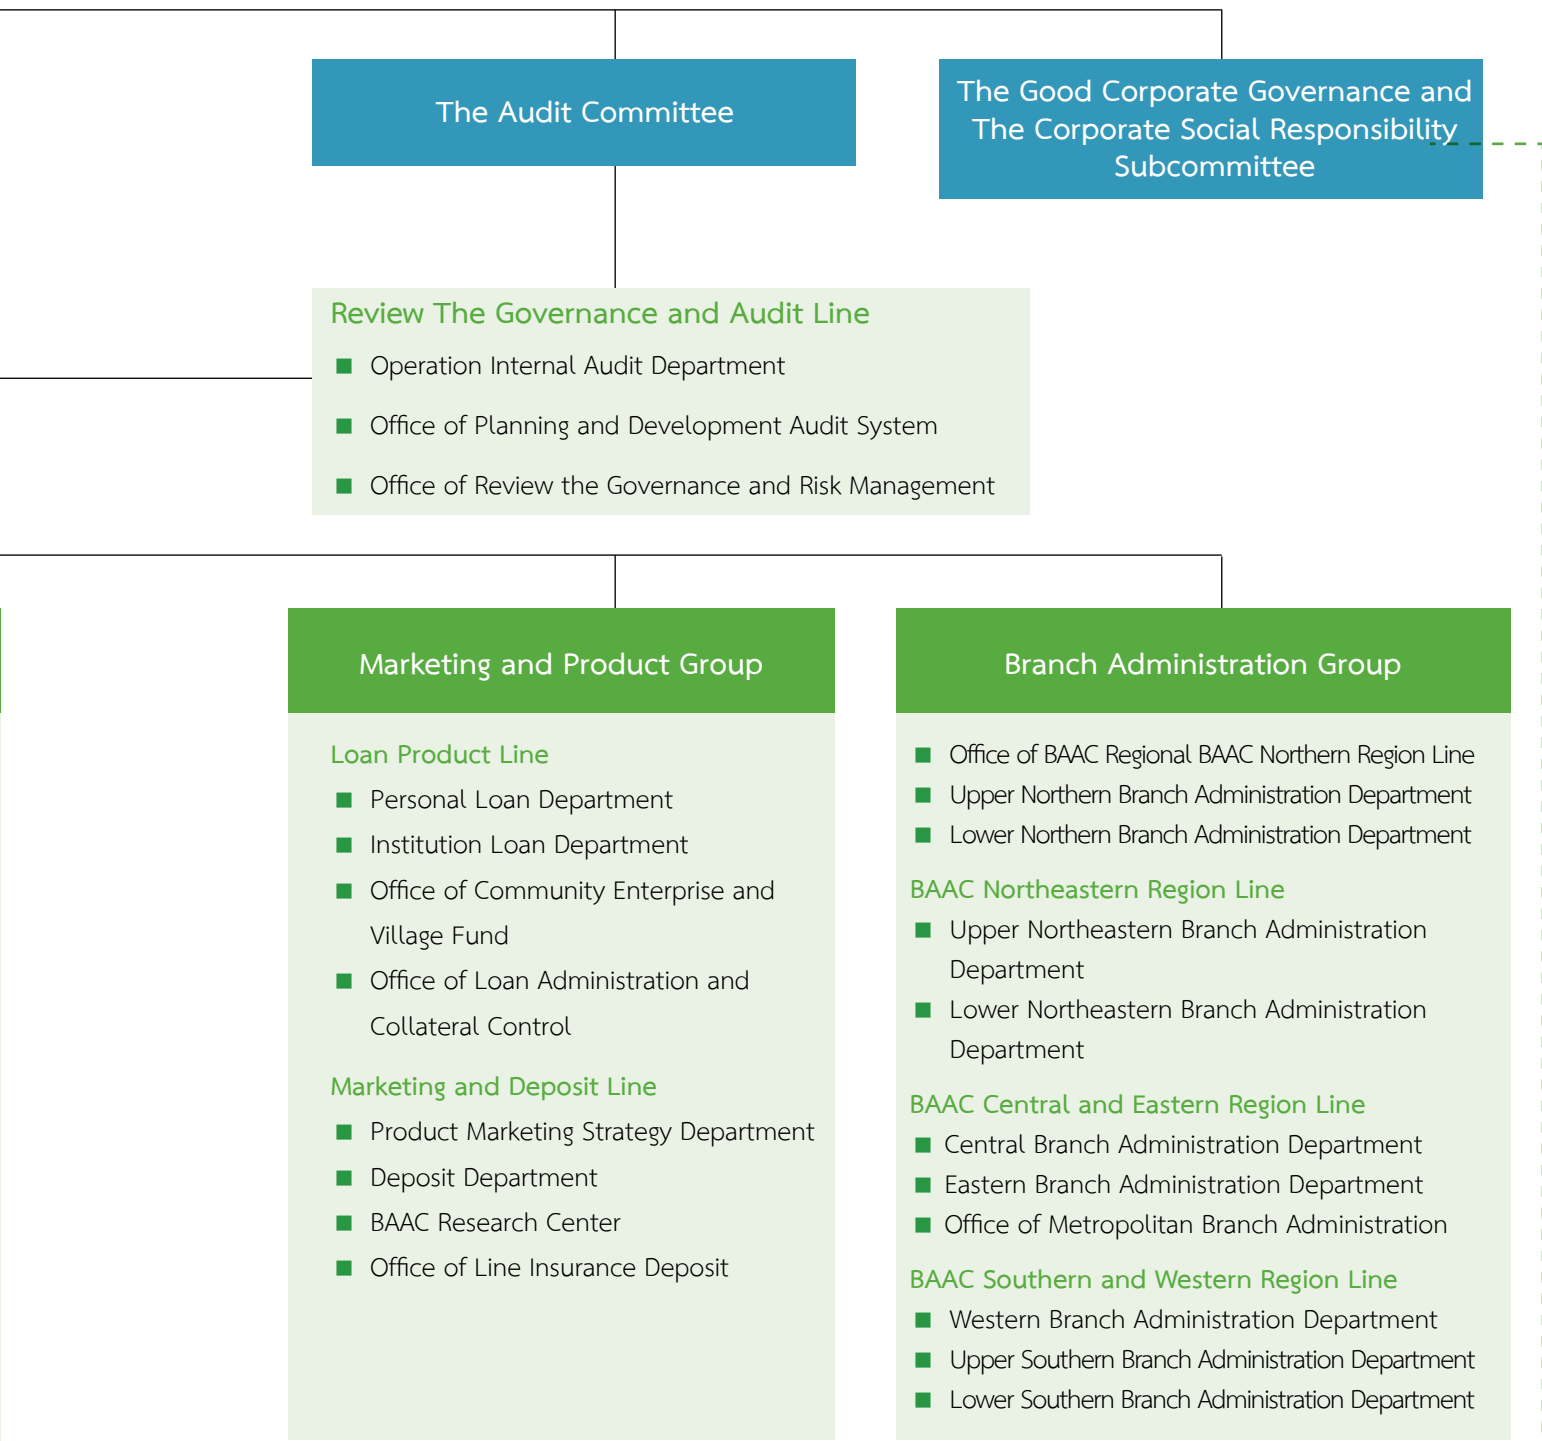 The Audit Committee
The Good Corporate Governance and
The Corporate Social Responsibility
Subcommittee
Review The Governance and Audit Line
Operation Internal Audit Department
Office of Planning and Development Audit System
Office of Review the Governance and Risk Management
Marketing and Product Group
Loan Product Line
Personal Loan Department
Institution Loan Department
Office of Community Enterprise and
Village Fund
Office of Loan Administration and
Collateral Control
Marketing and Deposit Line
Product Marketing Strategy Department
Deposit Department
BAAC Research Center
Office of Line Insurance Deposit
Branch Administration Group
Office of BAAC Regional BAAC Northern Region Line
Upper Northern Branch Administration Department
Lower Northern Branch Administration Department
BAAC Northeastern Region Line
Upper Northeastern Branch Administration
Department
Lower Northeastern Branch Administration
Department
BAAC Central and Eastern Region Line
Central Branch Administration Department
Eastern Branch Administration Department
Office of Metropolitan Branch Administration
BAAC Southern and Western Region Line
Western Branch Administration Department
Upper Southern Branch Administration Department
Lower Southern Branch Administration Department